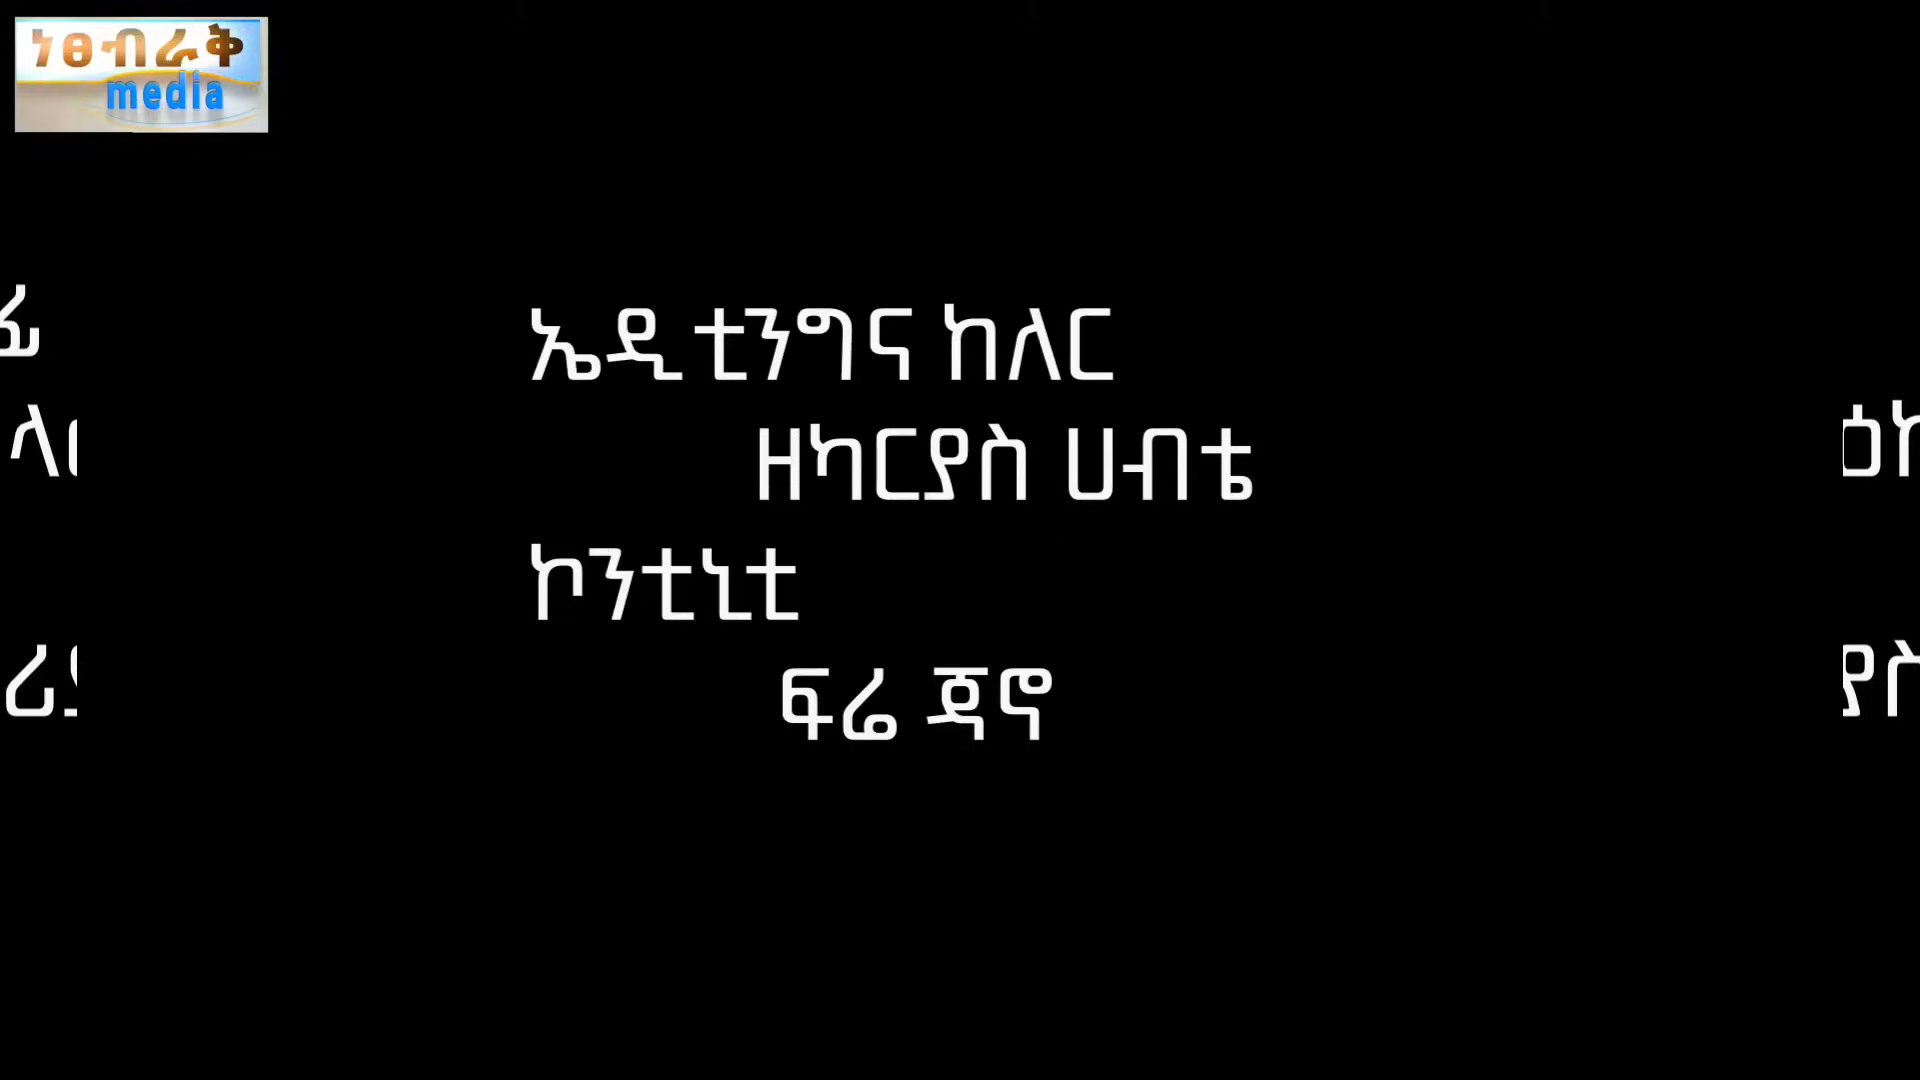 ነፀብራቅ
media
ኤዲቲንግና ከለር
ዘካርያስ ሀብቴ
ኮንቲኒቲ
ፍሬ ጃኖ